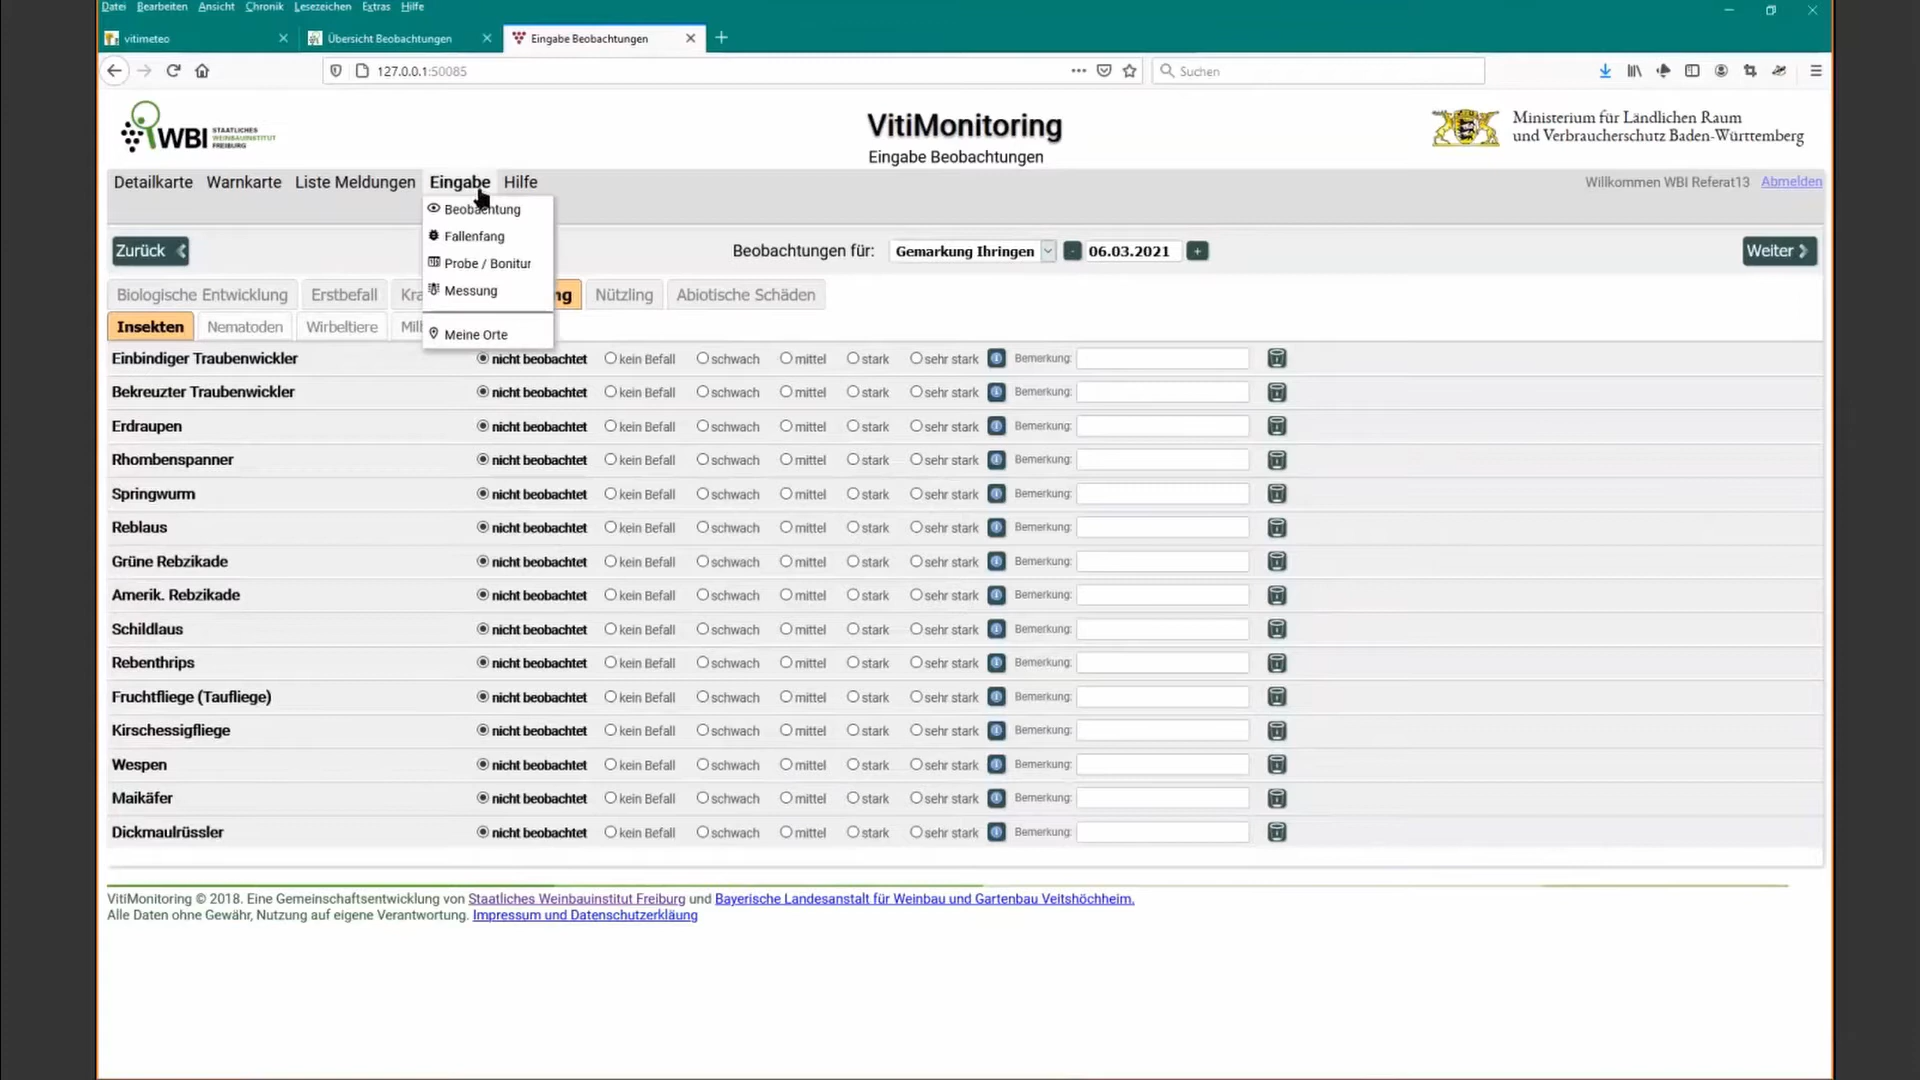 Datei Bearbeiten Ansicht Chronik Lesezeichen Extras Hilfe
vitimeteo Übersicht Beobachtungen Eingabe Beobachtungen
127.0.0.1:50085 Suchen
WBI STAATLICHES
WEINBAUINSTITUT
FREIBURG
VitiMonitoring
Eingabe Beobachtungen
Ministerium für Ländlichen Raum
und Verbraucherschutz Baden-Württemberg
Detailkarte Warnkarte Liste Meldungen Eingabe Hilfe Willkommen WBI Referat13 Abmelden
Beobachtung
Fallenfang
Probe / Bonitur
Messung
Meine Orte
Zurück Beobachtungen für: Gemarkung Ihringen - 06.03.2021 + Weiter
Biologische Entwicklung Erstbefall Kra ng Nützling Abiotische Schäden
Insekten Nematoden Wirbeltiere Mil
Einbindiger Traubenwickler nicht beobachtet kein Befall schwach mittel stark sehr stark Bemerkung:
Bekreuzter Traubenwickler nicht beobachtet kein Befall schwach mittel stark sehr stark Bemerkung:
Erdraupen nicht beobachtet kein Befall schwach mittel stark sehr stark Bemerkung:
Rhombenspanner nicht beobachtet kein Befall schwach mittel stark sehr stark Bemerkung:
Springwurm nicht beobachtet kein Befall schwach mittel stark sehr stark Bemerkung:
Reblaus nicht beobachtet kein Befall schwach mittel stark sehr stark Bemerkung:
Grüne Rebzikade nicht beobachtet kein Befall schwach mittel stark sehr stark Bemerkung:
Amerik. Rebzikade nicht beobachtet kein Befall schwach mittel stark sehr stark Bemerkung:
Schildlaus nicht beobachtet kein Befall schwach mittel stark sehr stark Bemerkung:
Rebenthrips nicht beobachtet kein Befall schwach mittel stark sehr stark Bemerkung:
Fruchtfliege (Taufliege) nicht beobachtet kein Befall schwach mittel stark sehr stark Bemerkung:
Kirschessigfliege nicht beobachtet kein Befall schwach mittel stark sehr stark Bemerkung:
Wespen nicht beobachtet kein Befall schwach mittel stark sehr stark Bemerkung:
Maikäfer nicht beobachtet kein Befall schwach mittel stark sehr stark Bemerkung:
Dickmaulrüssler nicht beobachtet kein Befall schwach mittel stark sehr stark Bemerkung:
VitiMonitoring © 2018. Eine Gemeinschaftsentwicklung von Staatliches Weinbauinstitut Freiburg und Bayerische Landesanstalt für Weinbau und Gartenbau Veitshöchheim.
Alle Daten ohne Gewähr, Nutzung auf eigene Verantwortung. Impressum und Datenschutzerkläung